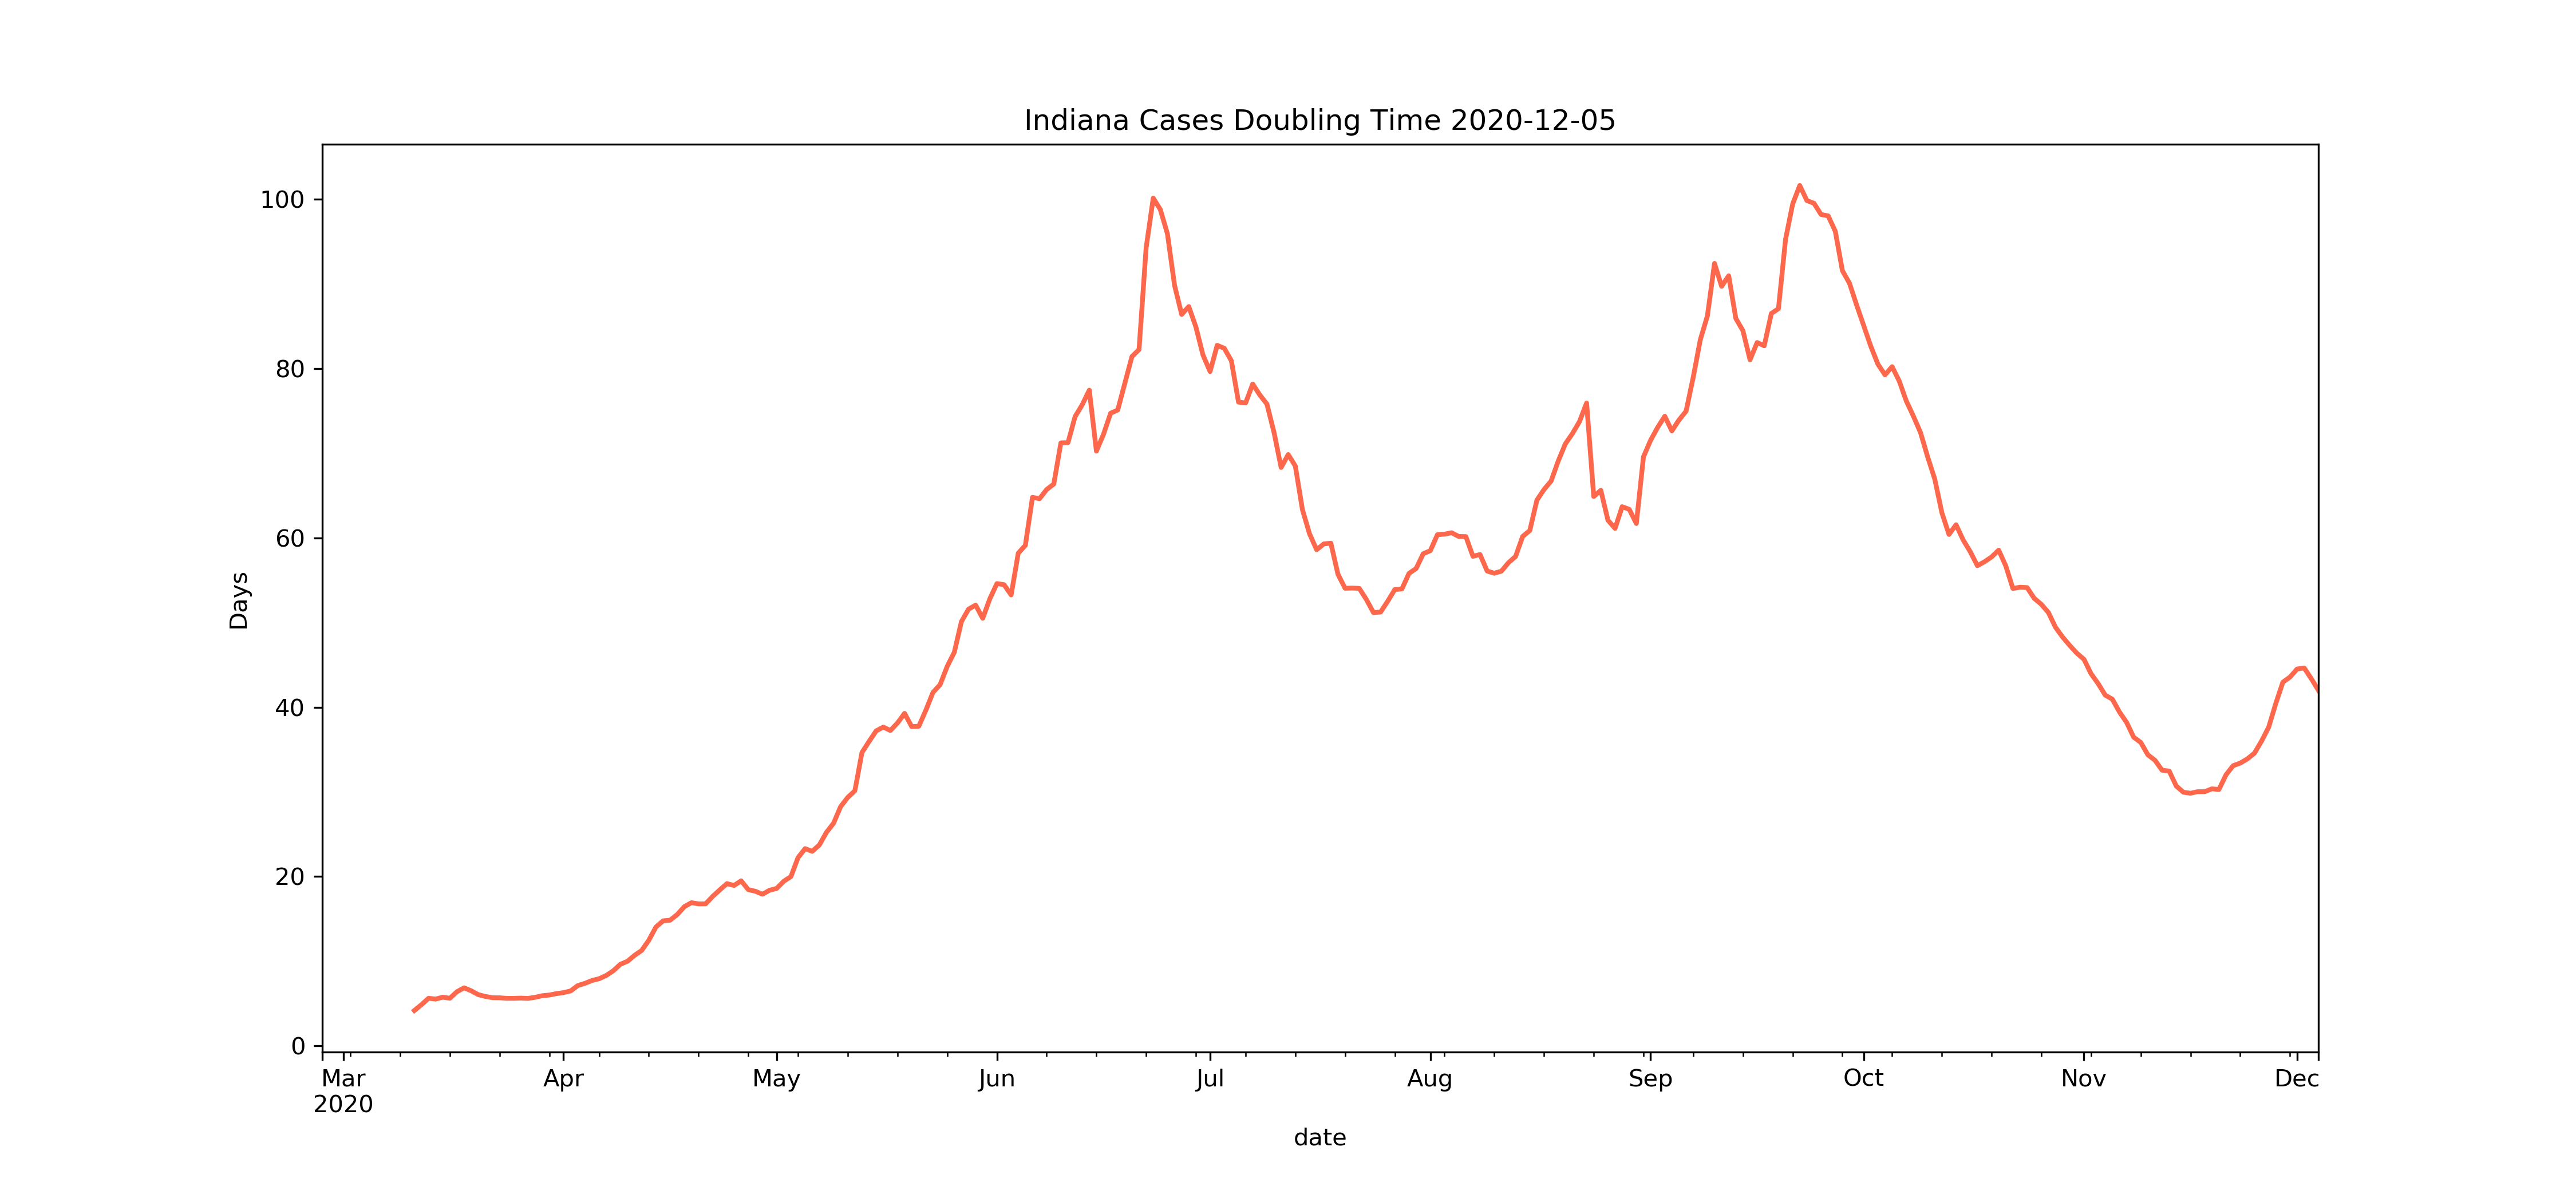 Indiana Cases Doubling Time 2020-12-05
100
80
60
40
20
0
Days
Mar Apr May Jun Jul Aug Sep Oct Nov Dec
2020
date